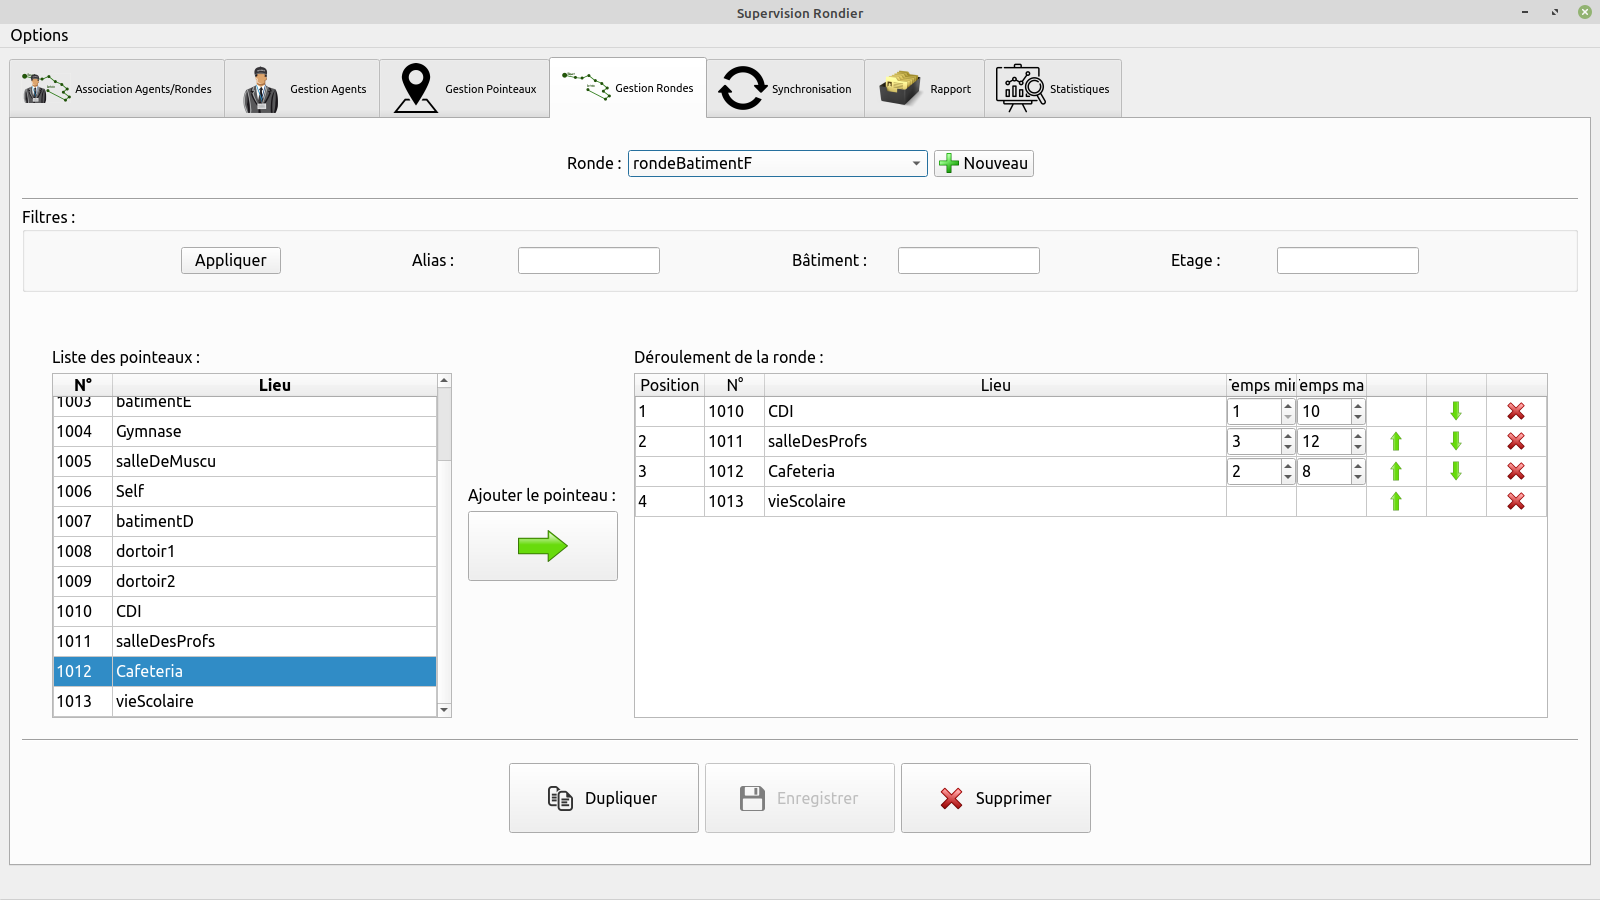 Supervision Rondier
Options
Association Agents/Rondes
Gestion Agents
Gestion Pointeaux
Gestion Rondes
Synchronisation
Rapport
Statistiques
Ronde : rondeBatimentF Nouveau
Filtres :
Appliquer Alias : Bâtiment : Etage :
Liste des pointeaux :
N° Lieu
1003 batimentE
1004 Gymnase
1005 salleDeMuscu
1006 Self
1007 batimentD
1008 dortoir1
1009 dortoir2
1010 CDI
1011 salleDesProfs
1012 Cafeteria
1013 vieScolaire
Ajouter le pointeau :
Déroulement de la ronde :
Position N° Lieu Temps min Temps ma
1 1010 CDI 1 10
2 1011 salleDesProfs 3 12
3 1012 Cafeteria 2 8
4 1013 vieScolaire
Dupliquer Enregistrer Supprimer